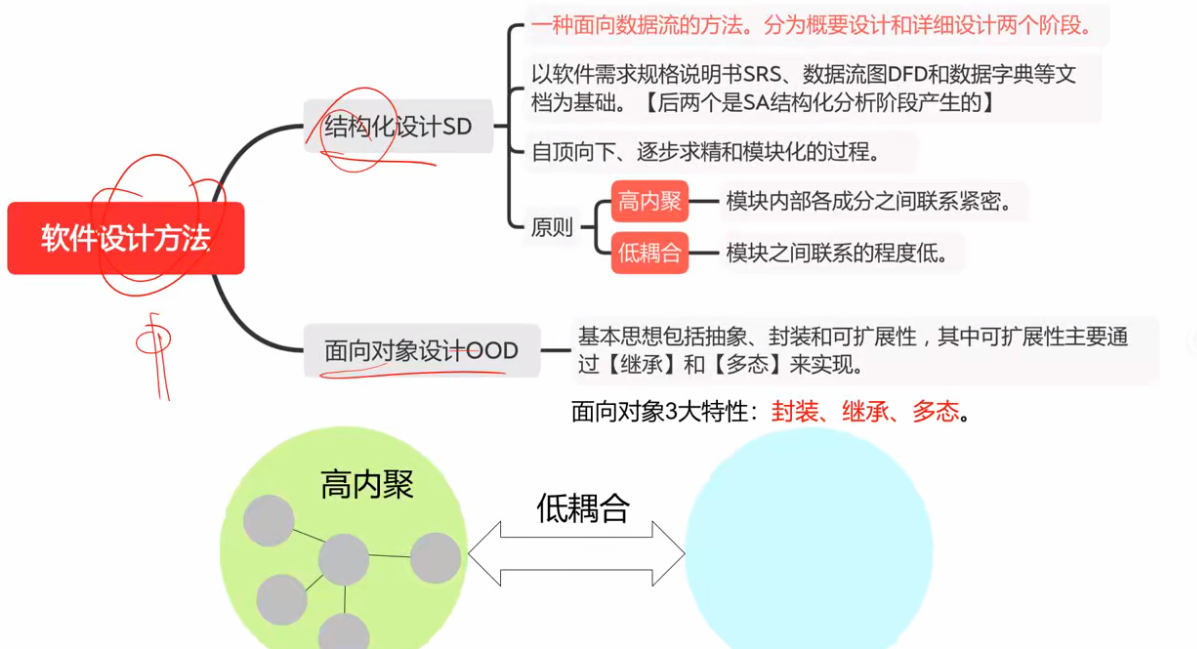 一种面向数据流的方法。分为概要设计和详细设计两个阶段。
以软件需求规格说明书SRS、数据流图DFD和数据字典等文
档为基础。【后两个是SA结构化分析阶段产生的】
结构化设计SD
自顶向下、逐步求精和模块化的过程。
原则
高内聚
模块内部各成分之间联系紧密。
低耦合
模块之间联系的程度低。
软件设计方法
面向对象设计OOD
基本思想包括抽象、封装和可扩展性，其中可扩展性主要通
过【继承】和【多态】来实现。
面向对象3大特性：封装、继承、多态。
高内聚
低耦合